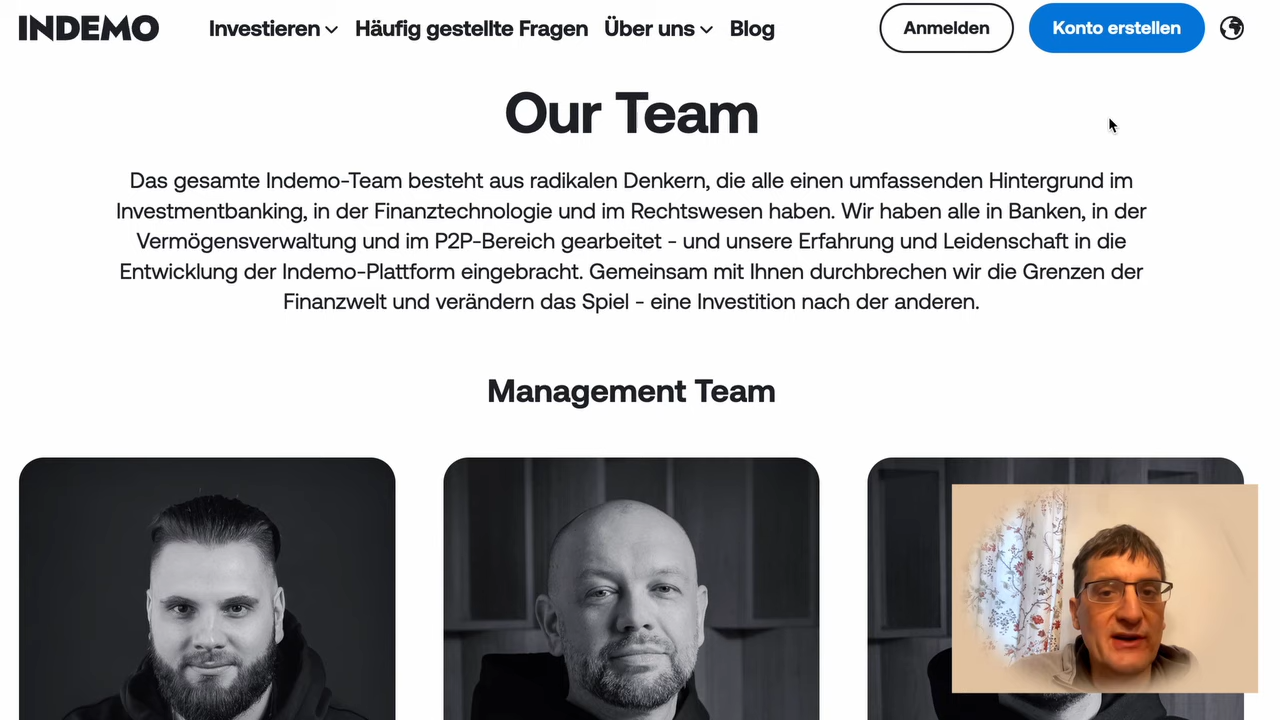 INDEMO
Investieren
Häufig gestellte Fragen
Über uns
Blog
Anmelden
Konto erstellen
Our Team
Das gesamte Indemo-Team besteht aus radikalen Denkern, die alle einen umfassenden Hintergrund im
Investmentbanking, in der Finanztechnologie und im Rechtswesen haben. Wir haben alle in Banken, in der
Vermögensverwaltung und im P2P-Bereich gearbeitet - und unsere Erfahrung und Leidenschaft in die
Entwicklung der Indemo-Plattform eingebracht. Gemeinsam mit Ihnen durchbrechen wir die Grenzen der
Finanzwelt und verändern das Spiel - eine Investition nach der anderen.
Management Team